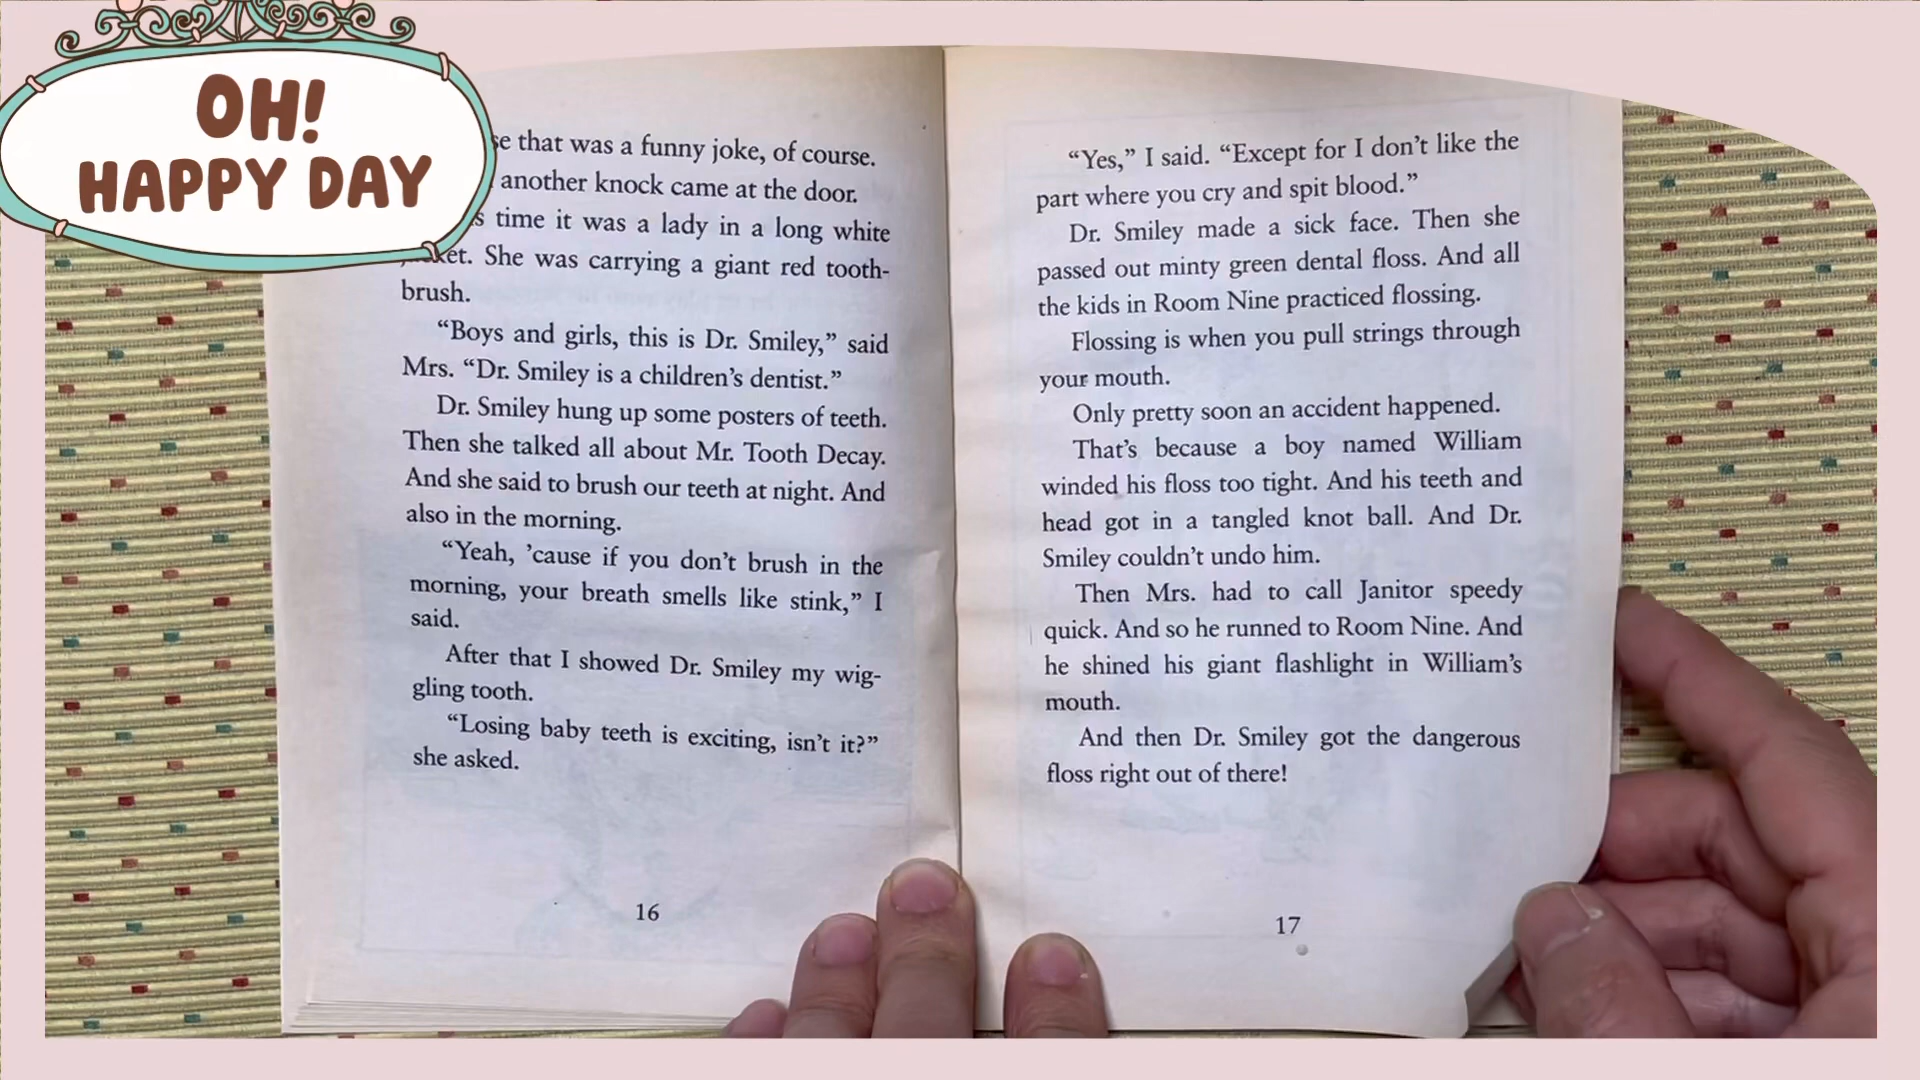 OH!
HAPPY DAY
that was a funny joke, of course.
another knock came at the door.
time it was a lady in a long white
She was carrying a giant red tooth-
brush.
“Boys and girls, this is Dr. Smiley,” said
Mrs. “Dr. Smiley is a children’s dentist.”
Dr. Smiley hung up some posters of teeth.
Then she talked all about Mr. Tooth Decay.
And she said to brush our teeth at night. And
also in the morning.
“Yeah, ’cause if you don’t brush in the
morning, your breath smells like stink,” I
said.
After that I showed Dr. Smiley my wig-
gling tooth.
“Losing baby teeth is exciting, isn’t it?”
she asked.
16
“Yes,” I said. “Except for I don’t like the
part where you cry and spit blood.”
Dr. Smiley made a sick face. Then she
passed out minty green dental floss. And all
the kids in Room Nine practiced flossing.
Flossing is when you pull strings through
your mouth.
Only pretty soon an accident happened.
That’s because a boy named William
winded his floss too tight. And his teeth and
head got in a tangled knot ball. And Dr.
Smiley couldn’t undo him.
Then Mrs. had to call Janitor speedy
quick. And so he runned to Room Nine. And
he shined his giant flashlight in William’s
mouth.
And then Dr. Smiley got the dangerous
floss right out of there!
17